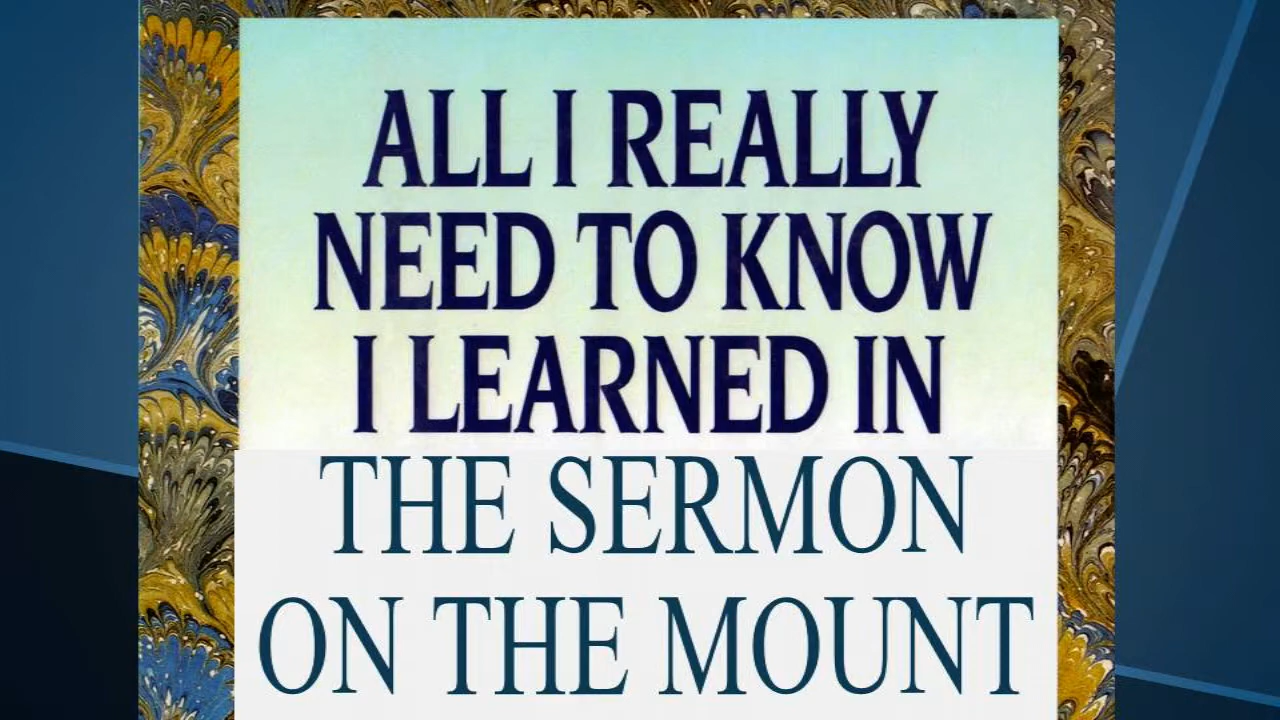 ALL I REALLY
NEED TO KNOW
I LEARNED IN
THE SERMON
ON THE MOUNT